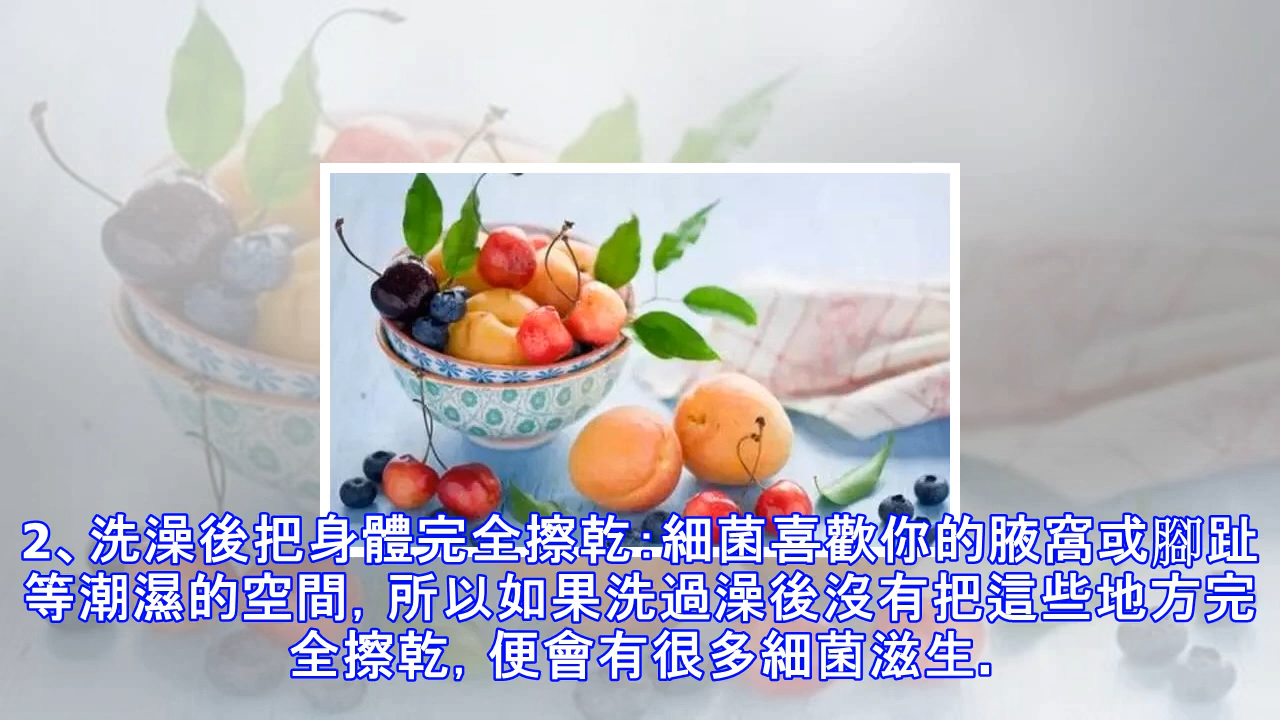 2、洗澡後把身體完全擦乾:細菌喜歡你的腋窩或腳趾
等潮濕的空間, 所以如果洗過澡後沒有把這些地方完
全擦乾, 便會有很多細菌滋生.